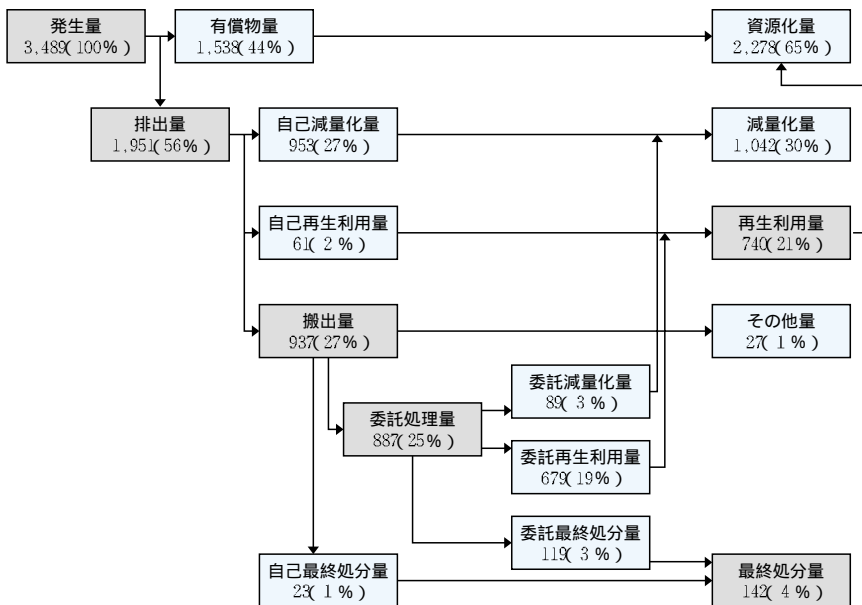 発生量
3,489(100%)
有償物量
1,538(44%)
資源化量
2,278(65%)
排出量
1,951(56%)
自己減量化量
953(27%)
減量化量
1,042(30%)
自己再生利用量
61(2%)
再生利用量
740(21%)
搬出量
937(27%)
その他量
27(1%)
委託減量化量
89(3%)
委託処理量
887(25%)
委託再生利用量
679(19%)
委託最終処分量
119(3%)
自己最終処分量
23(1%)
最終処分量
142(4%)